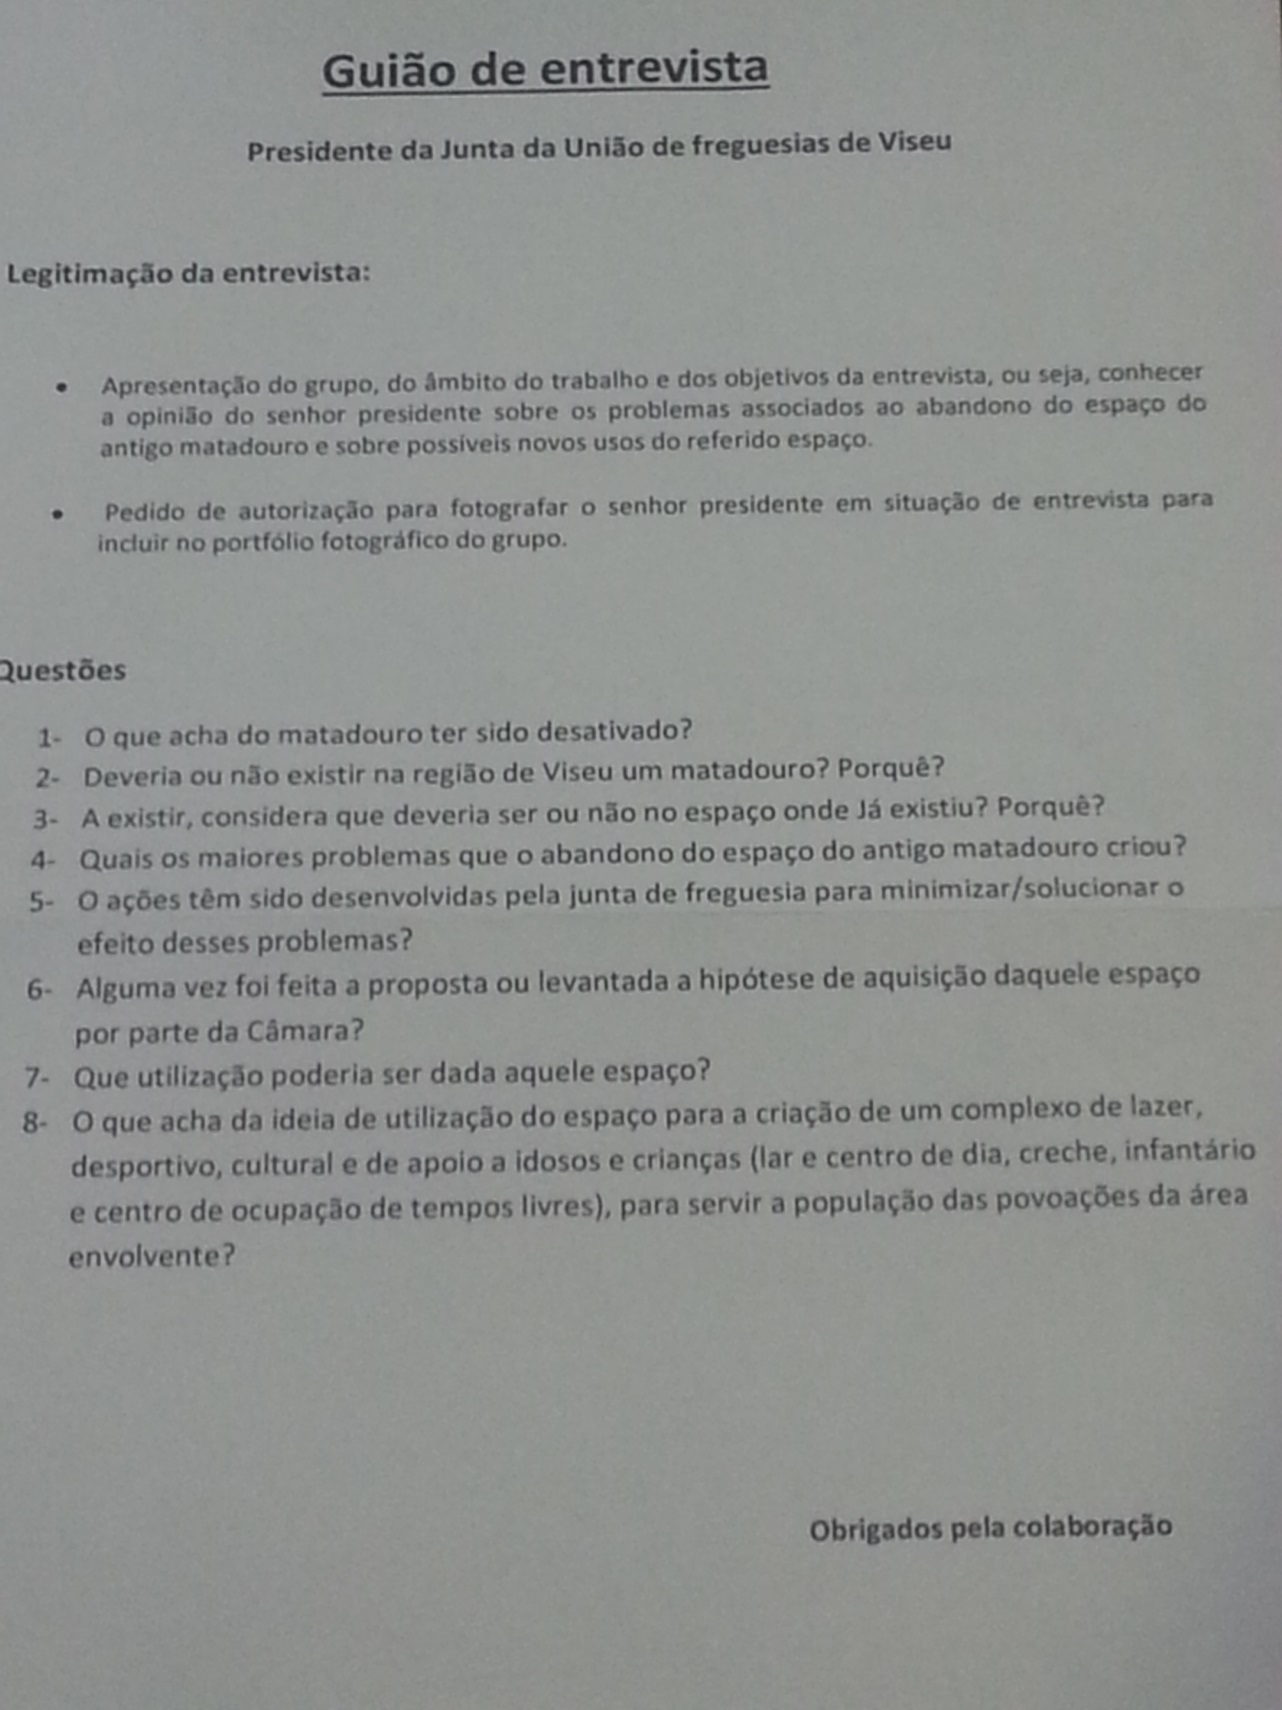 Guião de entrevista
Presidente da Junta da União de freguesias de Viseu
Legitimação da entrevista:
• Apresentação do grupo, do âmbito do trabalho e dos objetivos da entrevista, ou seja, conhecer
a opinião do senhor presidente sobre os problemas associados ao abandono do espaço do
antigo matadouro e sobre possíveis novos usos do referido espaço.
• Pedido de autorização para fotografar o senhor presidente em situação de entrevista para
incluir no portfólio fotográfico do grupo.
Questões
1- O que acha do matadouro ter sido desativado?
2- Deveria ou não existir na região de Viseu um matadouro? Porquê?
3- A existir, considera que deveria ser ou não no espaço onde Já existiu? Porquê?
4- Quais os maiores problemas que o abandono do espaço do antigo matadouro criou?
5- O ações têm sido desenvolvidas pela junta de freguesia para minimizar/solucionar o
efeito desses problemas?
6- Alguma vez foi feita a proposta ou levantada a hipótese de aquisição daquele espaço
por parte da Câmara?
7- Que utilização poderia ser dada aquele espaço?
8- O que acha da ideia de utilização do espaço para a criação de um complexo de lazer,
desportivo, cultural e de apoio a idosos e crianças (lar e centro de dia, creche, infantário
e centro de ocupação de tempos livres), para servir a população das povoações da área
envolvente?
Obrigados pela colaboração